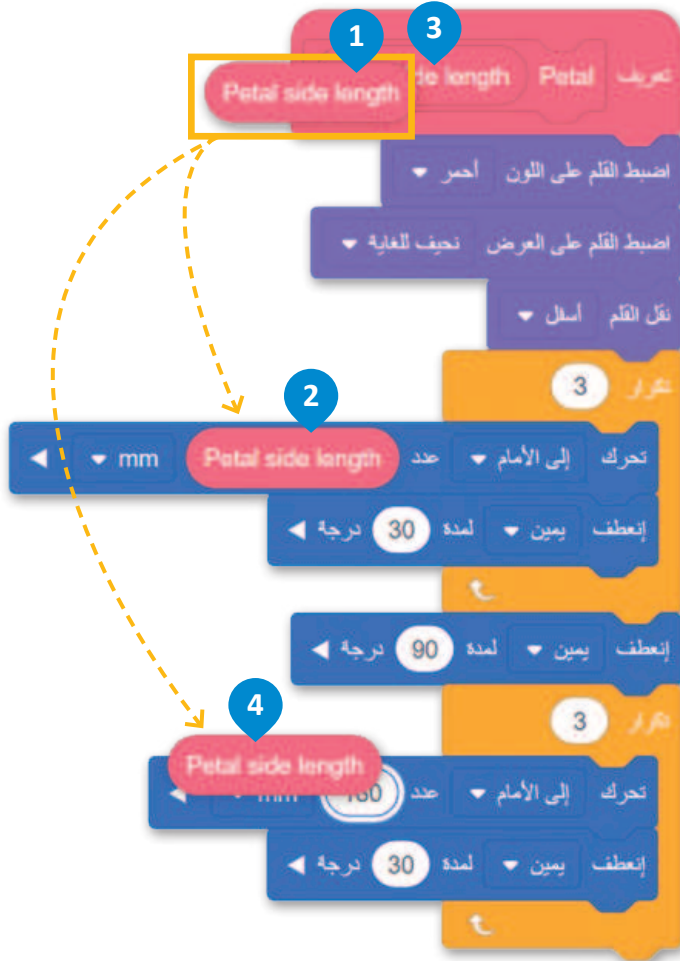 1 3
تعريف Petal de length Petal side length
اضبط القلم على اللون أحمر
اضبط القلم على العرض نحيف للغاية
نقل القلم أسفل
تكرار 3
2
تحرك إلى الأمام عدد Petal side length mm
إنعطف يمين لمدة 30 درجة
إنعطف يمين لمدة 90 درجة
تكرار 3
4
Petal side length
تحرك إلى الأمام عدد mm
إنعطف يمين لمدة 30 درجة